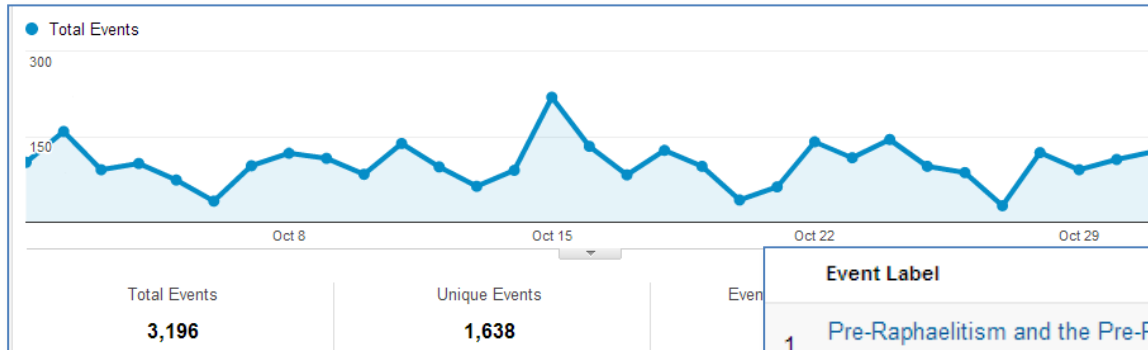 Total Events
300
150
Oct 8 Oct 15 Oct 22 Oct 29
Total Events Unique Events Even
3,196 1,638
Event Label
1 Pre-Raphaelitism and the Pre-